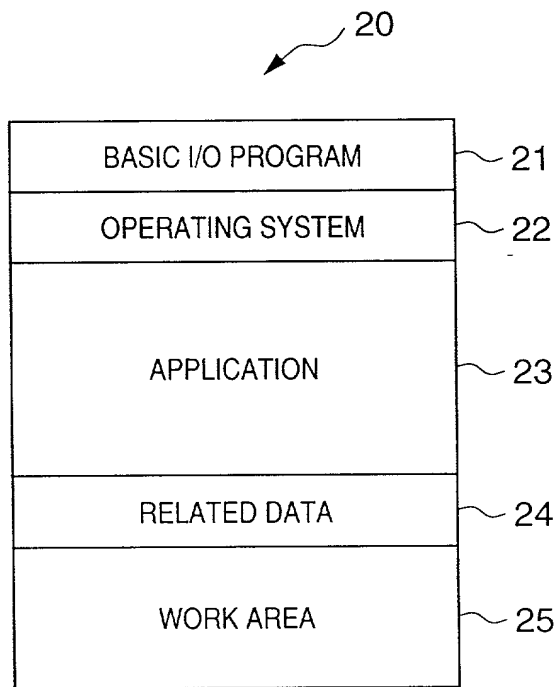 20
BASIC I/O PROGRAM 21
OPERATING SYSTEM 22
APPLICATION 23
RELATED DATA 24
WORK AREA 25